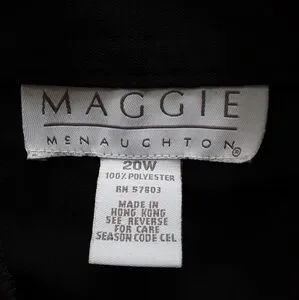 MAGGIE
McNAUGHTON®
20W
100% POLYESTER
RN 57803
MADE IN
HONG KONG
SEE REVERSE
FOR CARE
SEASON CODE CEL